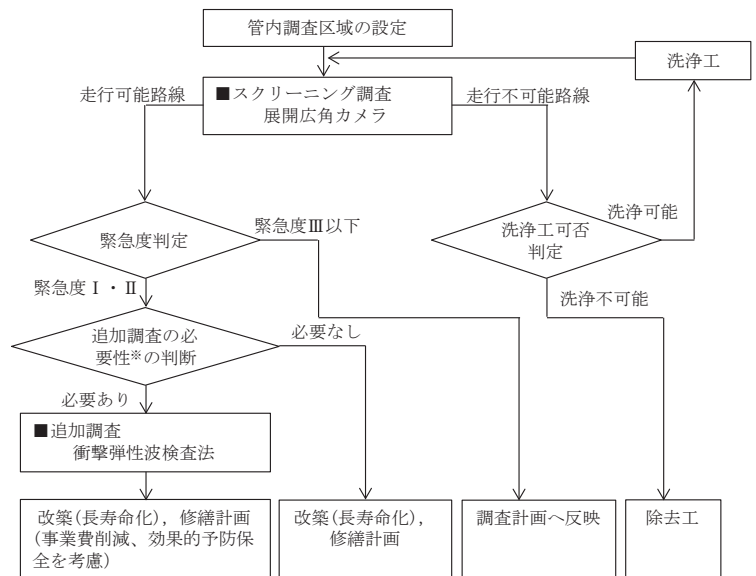 管内調査区域の設定
洗浄工
走行可能路線
■スクリーニング調査
展開広角カメラ
走行不可能路線
緊急度判定
緊急度Ⅲ以下
洗浄工可否
判定
洗浄可能
緊急度Ⅰ・Ⅱ
洗浄不可能
追加調査の必
要性※の判断
必要なし
必要あり
■追加調査
衝撃弾性波検査法
改築(長寿命化)，修繕計画
(事業費削減、効果的予防保
全を考慮)
改築(長寿命化)，
修繕計画
調査計画へ反映
除去工